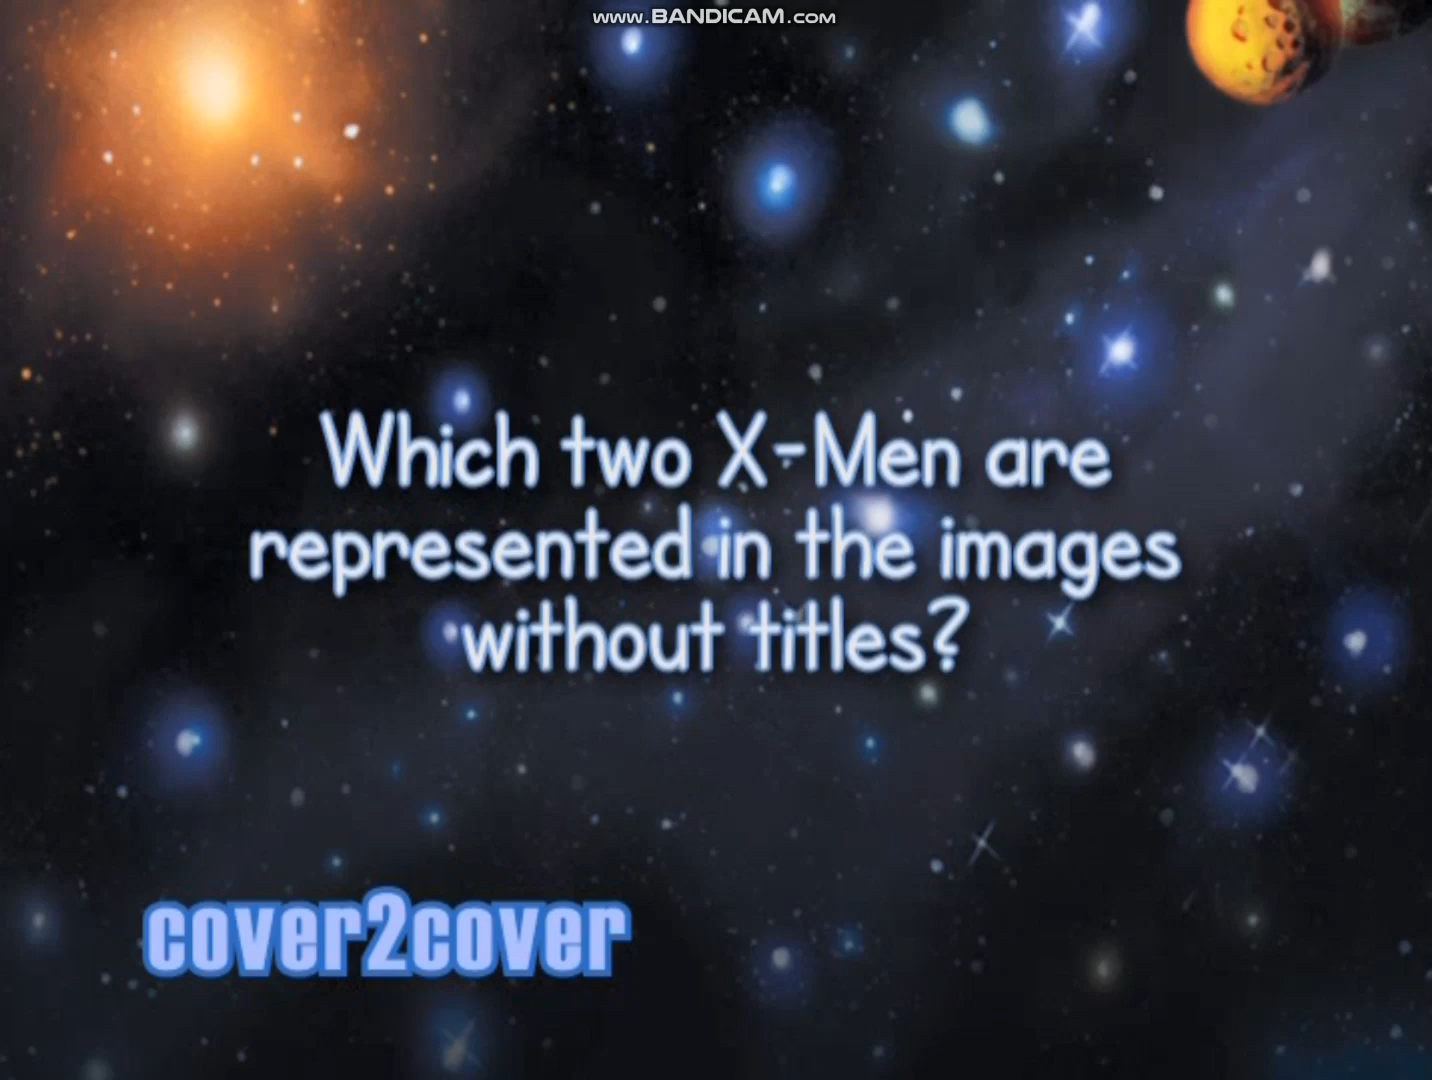 www.BANDICAM.com
Which two X-Men are
represented in the images
without titles?
cover2cover